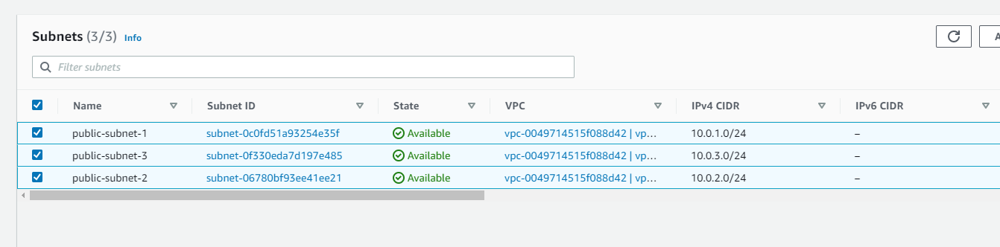 Subnets (3/3) Info
Filter subnets
Name Subnet ID State VPC IPv4 CIDR IPv6 CIDR
public-subnet-1 subnet-0c0fd51a93254e35f Available vpc-0049714515f088d42 | vp… 10.0.1.0/24 –
public-subnet-3 subnet-0f330eda7d197e485 Available vpc-0049714515f088d42 | vp… 10.0.3.0/24 –
public-subnet-2 subnet-06780bf93ee41ee21 Available vpc-0049714515f088d42 | vp… 10.0.2.0/24 –